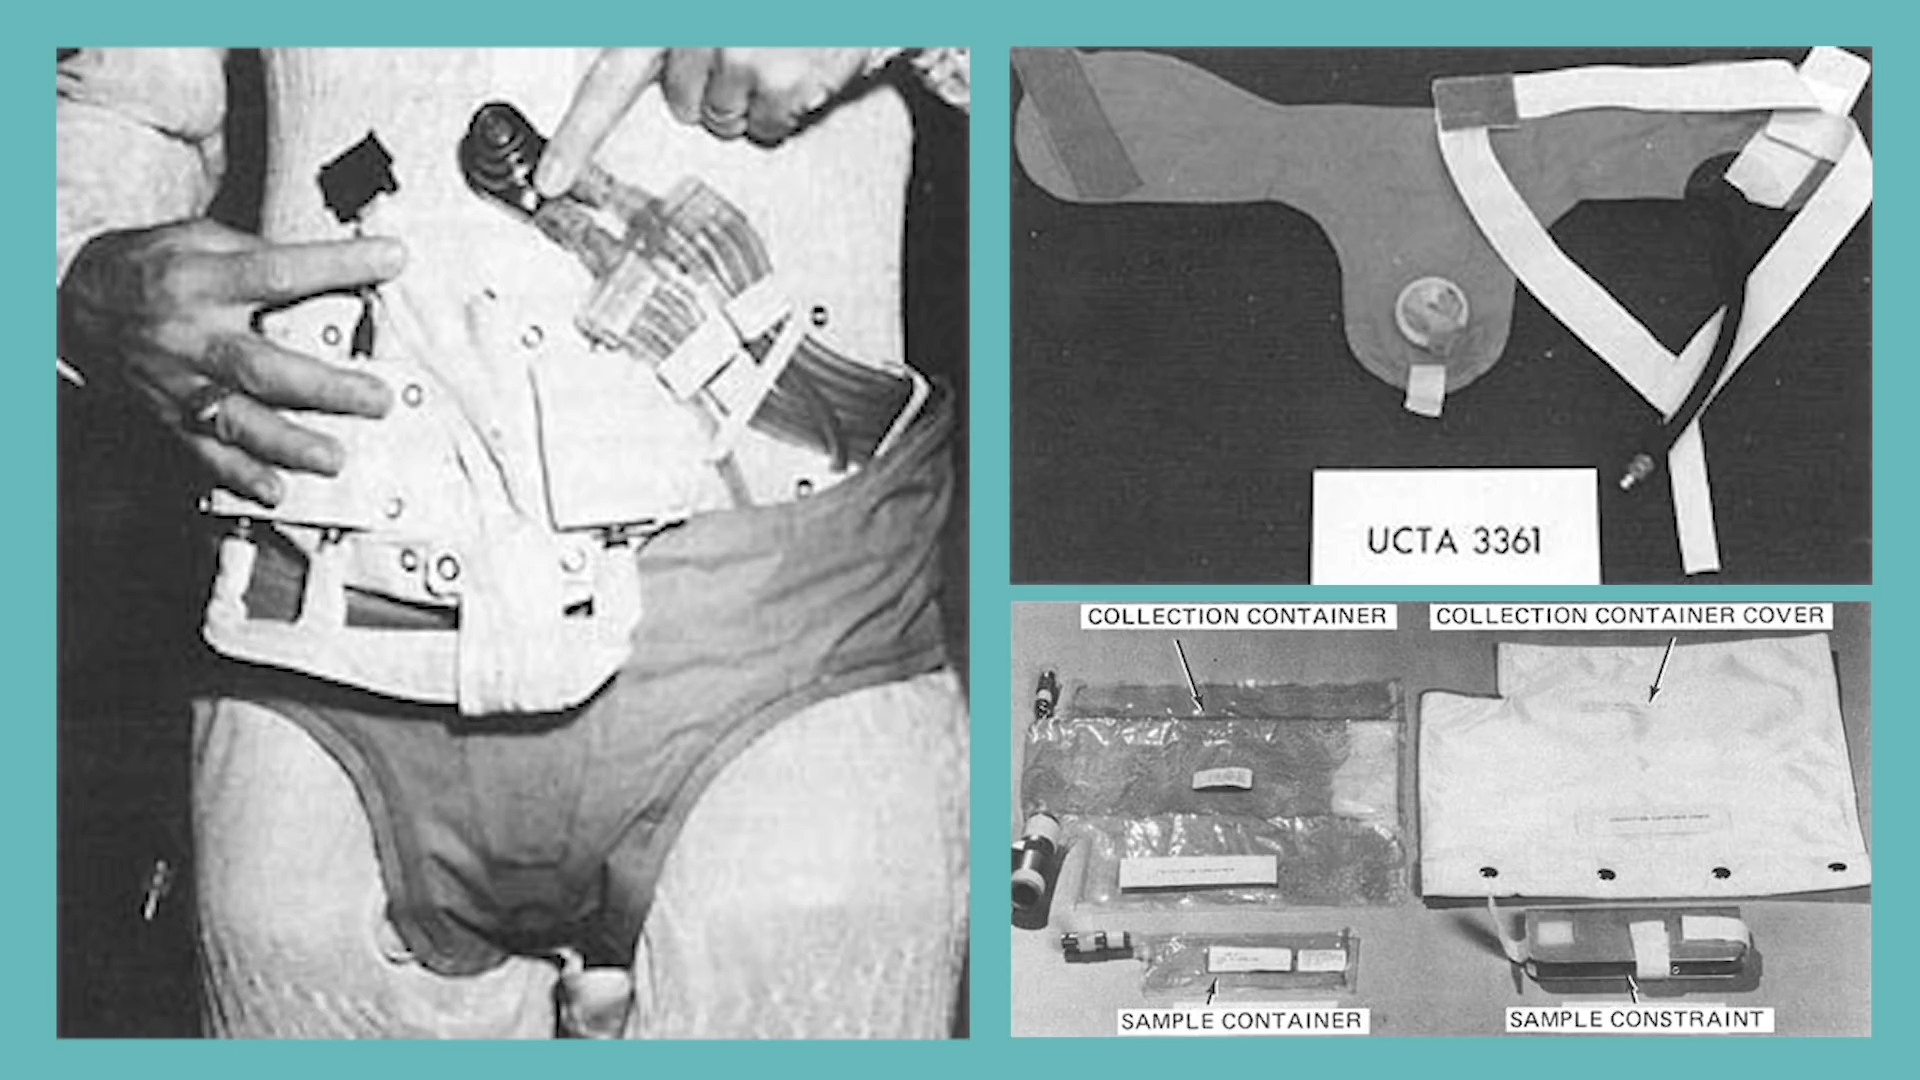 UCTA 3361
COLLECTION CONTAINER
COLLECTION CONTAINER COVER
SAMPLE CONTAINER
SAMPLE CONSTRAINT